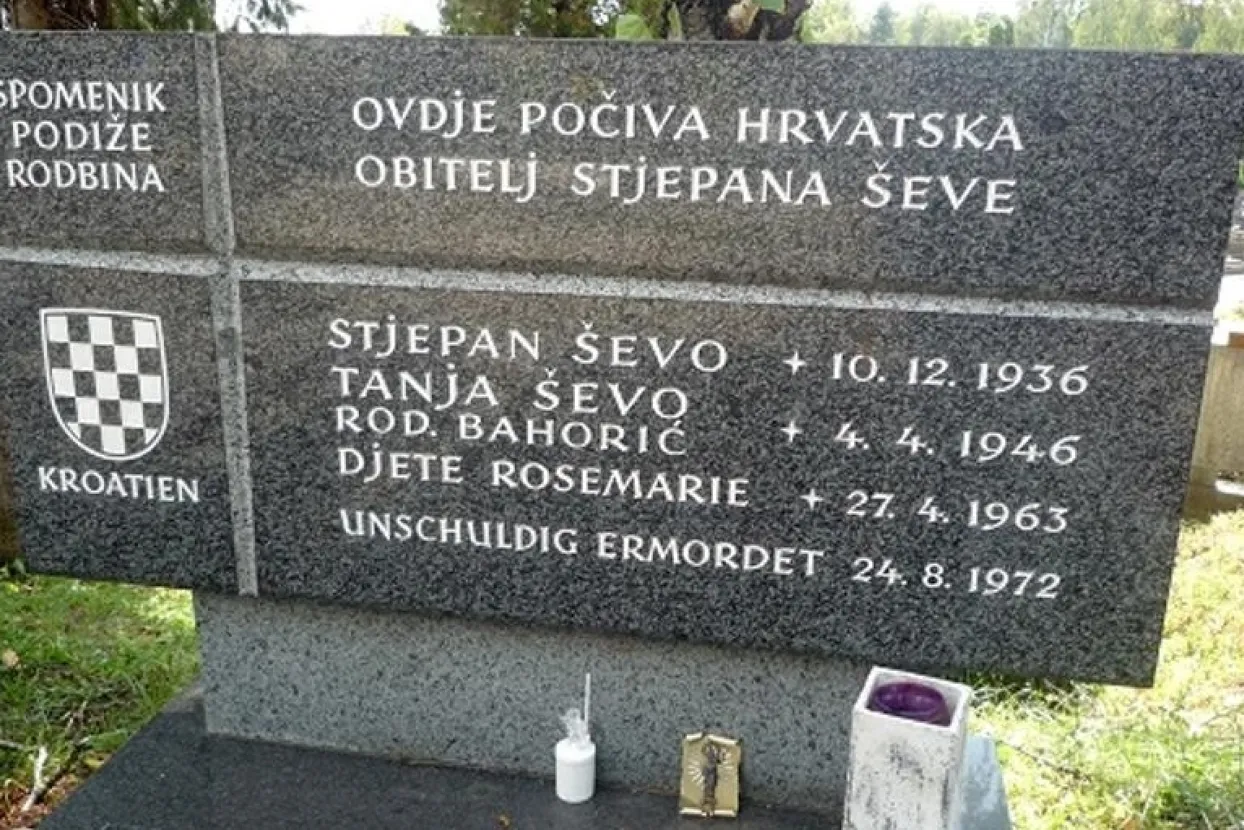 SPOMENIK
PODIŽE
RODBINA
OVDJE POČIVA HRVATSKA
OBITELJ STJEPANA ŠEVE
KROATIEN
STJEPAN ŠEVO + 10. 12. 1936
TANJA ŠEVO
ROD. BAHORIĆ + 4. 4. 1946
DJETE ROSEMARIE + 27. 4. 1963
UNSCHULDIG ERMORDET 24. 8. 1972